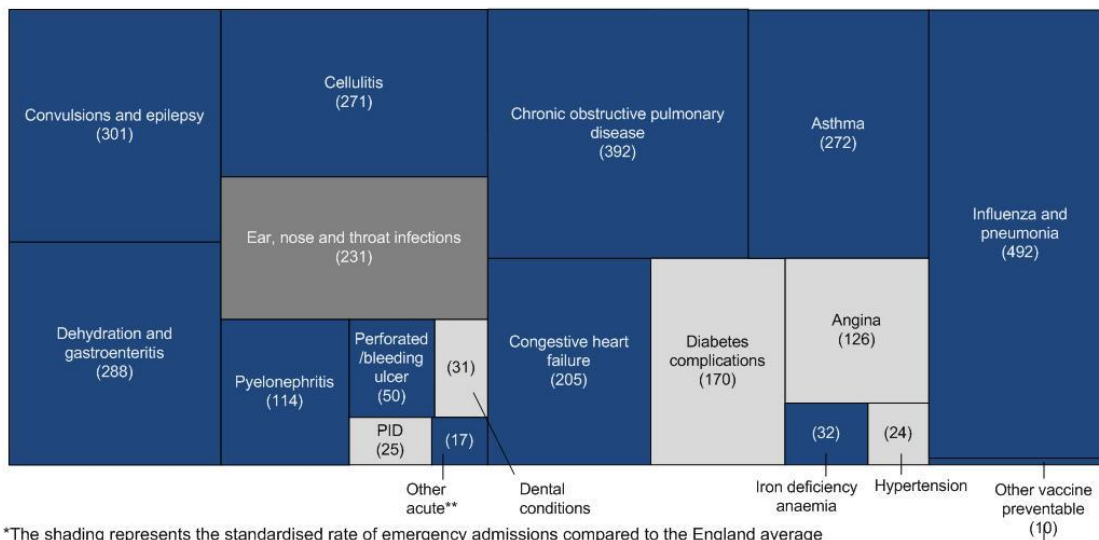 Convulsions and epilepsy
(301)
Cellulitis
(271)
Chronic obstructive pulmonary
disease
(392)
Asthma
(272)
Influenza and
pneumonia
(492)
Ear, nose and throat infections
(231)
Dehydration and
gastroenteritis
(288)
Pyelonephritis
(114)
Perforated
/bleeding
ulcer
(50)
(31)
PID
(25)
(17)
Congestive heart
failure
(205)
Diabetes
complications
(170)
Angina
(126)
(32)
(24)
Other
acute**
Dental
conditions
Iron deficiency
anaemia
Hypertension
Other vaccine
preventable
(10)
*The shading represents the standardised rate of emergency admissions compared to the England average